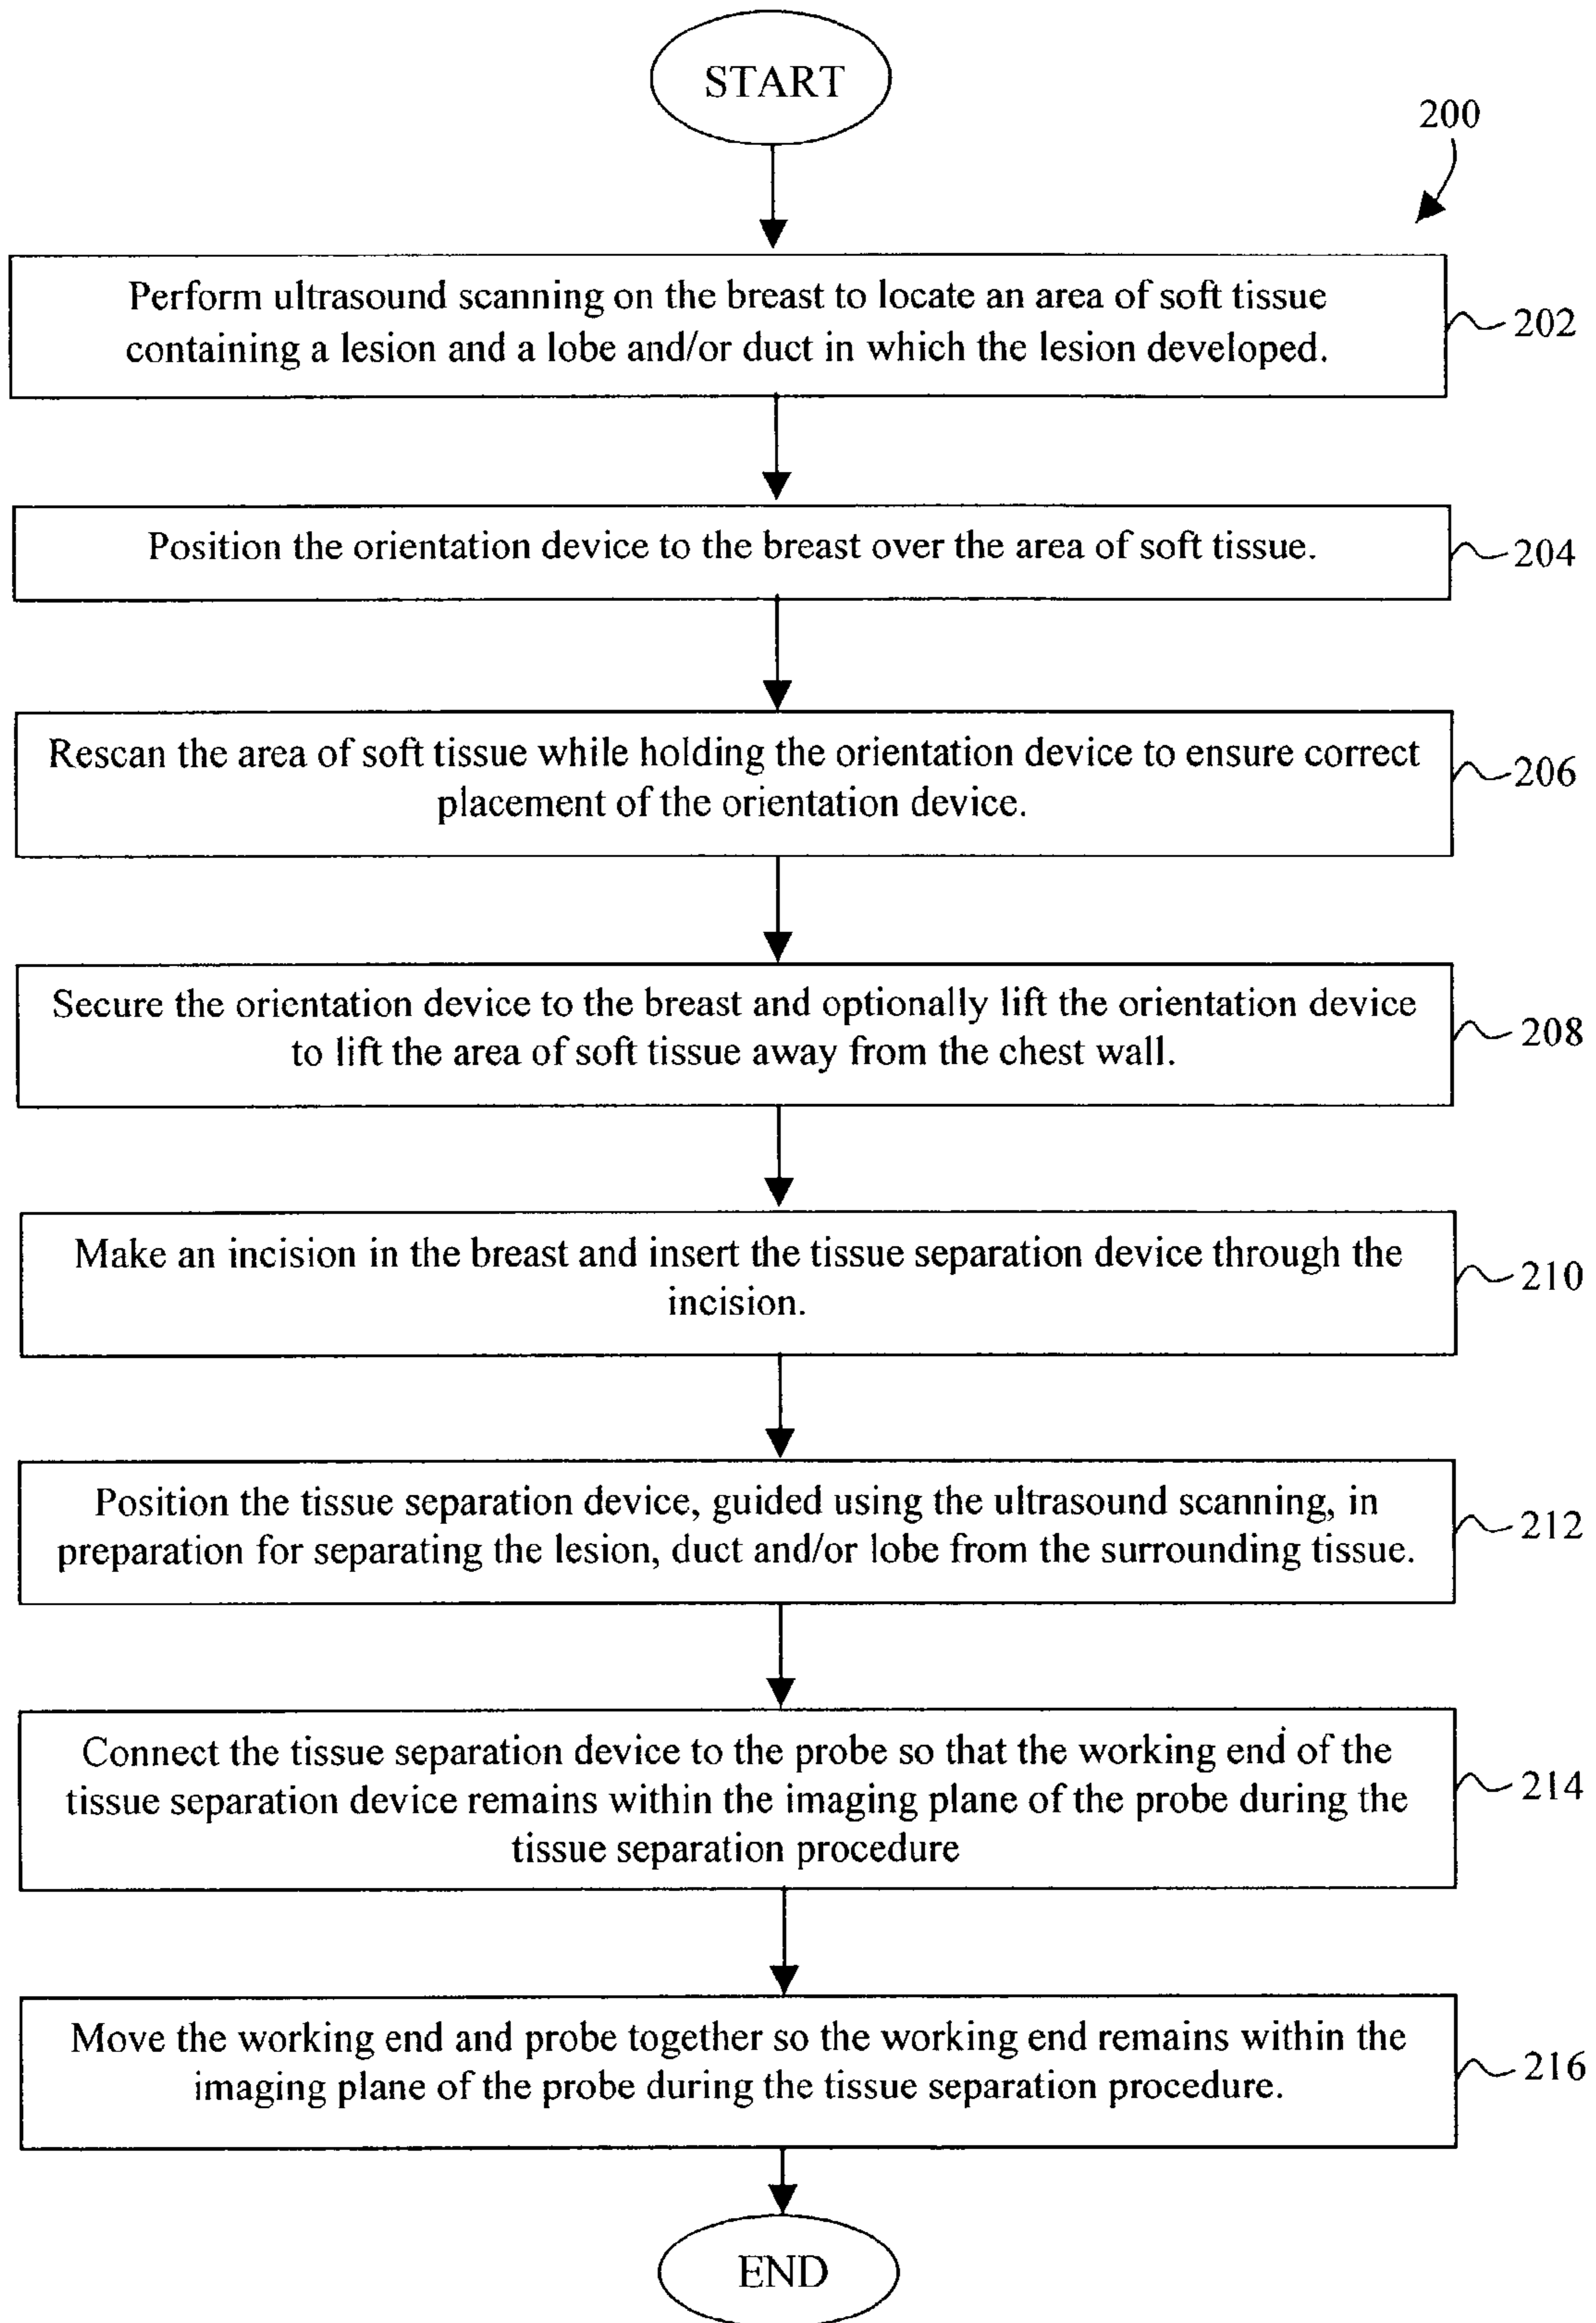 START
200
Perform ultrasound scanning on the breast to locate an area of soft tissue
containing a lesion and a lobe and/or duct in which the lesion developed.
202
Position the orientation device to the breast over the area of soft tissue.
204
Rescan the area of soft tissue while holding the orientation device to ensure correct
placement of the orientation device.
206
Secure the orientation device to the breast and optionally lift the orientation device
to lift the area of soft tissue away from the chest wall.
208
Make an incision in the breast and insert the tissue separation device through the
incision.
210
Position the tissue separation device, guided using the ultrasound scanning, in
preparation for separating the lesion, duct and/or lobe from the surrounding tissue.
212
Connect the tissue separation device to the probe so that the working end of the
tissue separation device remains within the imaging plane of the probe during the
tissue separation procedure
214
Move the working end and probe together so the working end remains within the
imaging plane of the probe during the tissue separation procedure.
216
END